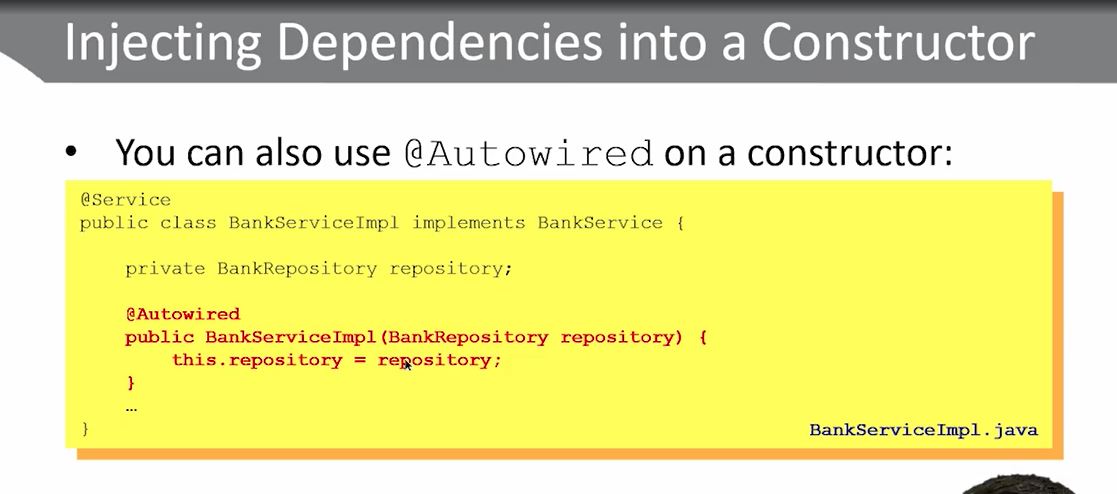 Injecting Dependencies into a Constructor
• You can also use @Autowired on a constructor:
@Service
public class BankServiceImpl implements BankService {
private BankRepository repository;
@Autowired
public BankServiceImpl(BankRepository repository) {
this.repository = repository;
}
…
}
BankServiceImpl.java